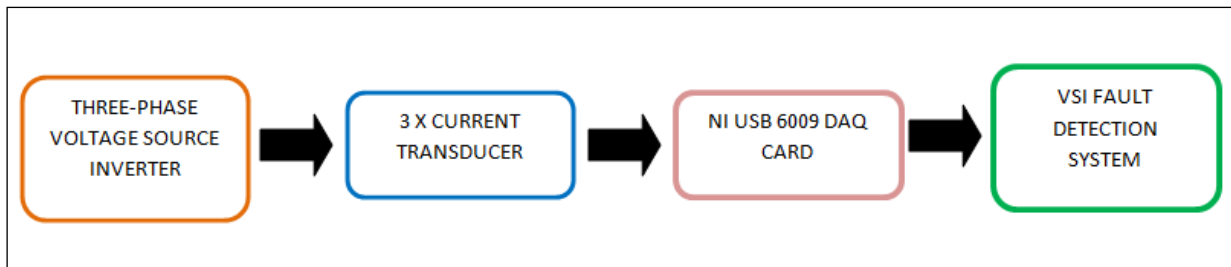 THREE-PHASE
VOLTAGE SOURCE
INVERTER
3 X CURRENT
TRANSDUCER
NI USB 6009 DAQ
CARD
VSI FAULT
DETECTION
SYSTEM